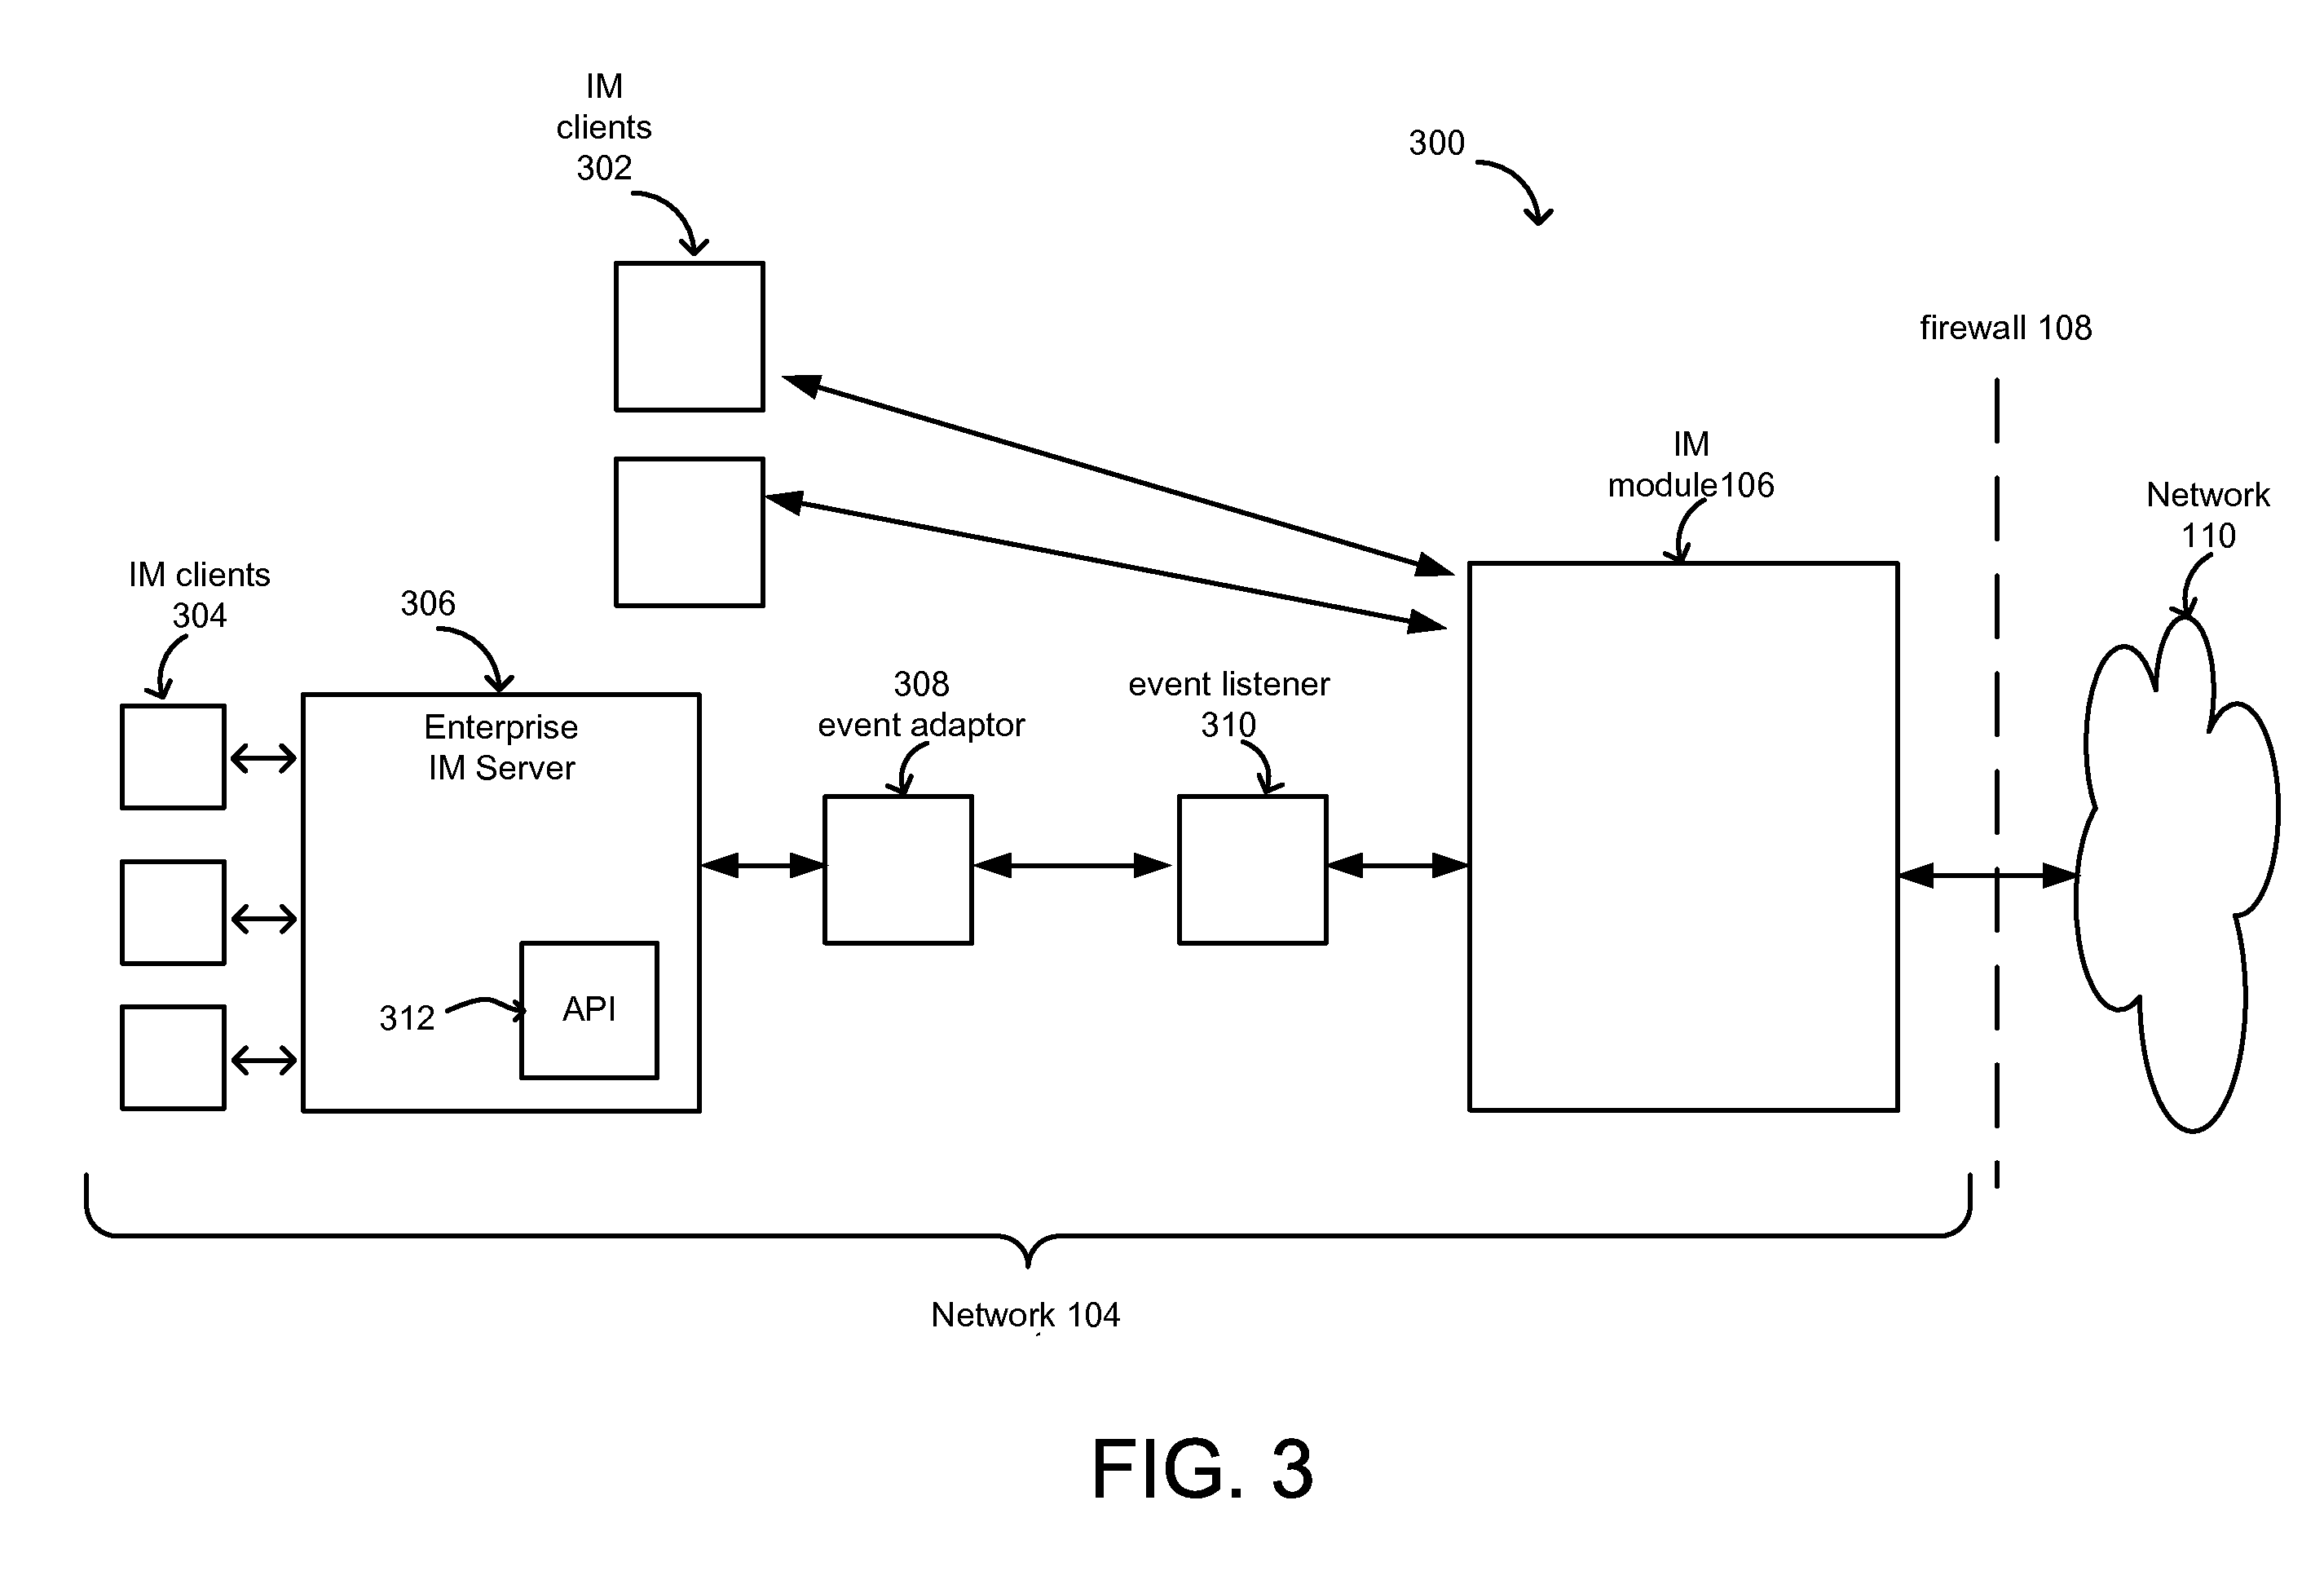 IM
clients
302
300
firewall 108
IM
module106
Network
110
IM clients
304
306
308
event adaptor
event listener
310
Enterprise
IM Server
312
API
Network 104
FIG. 3